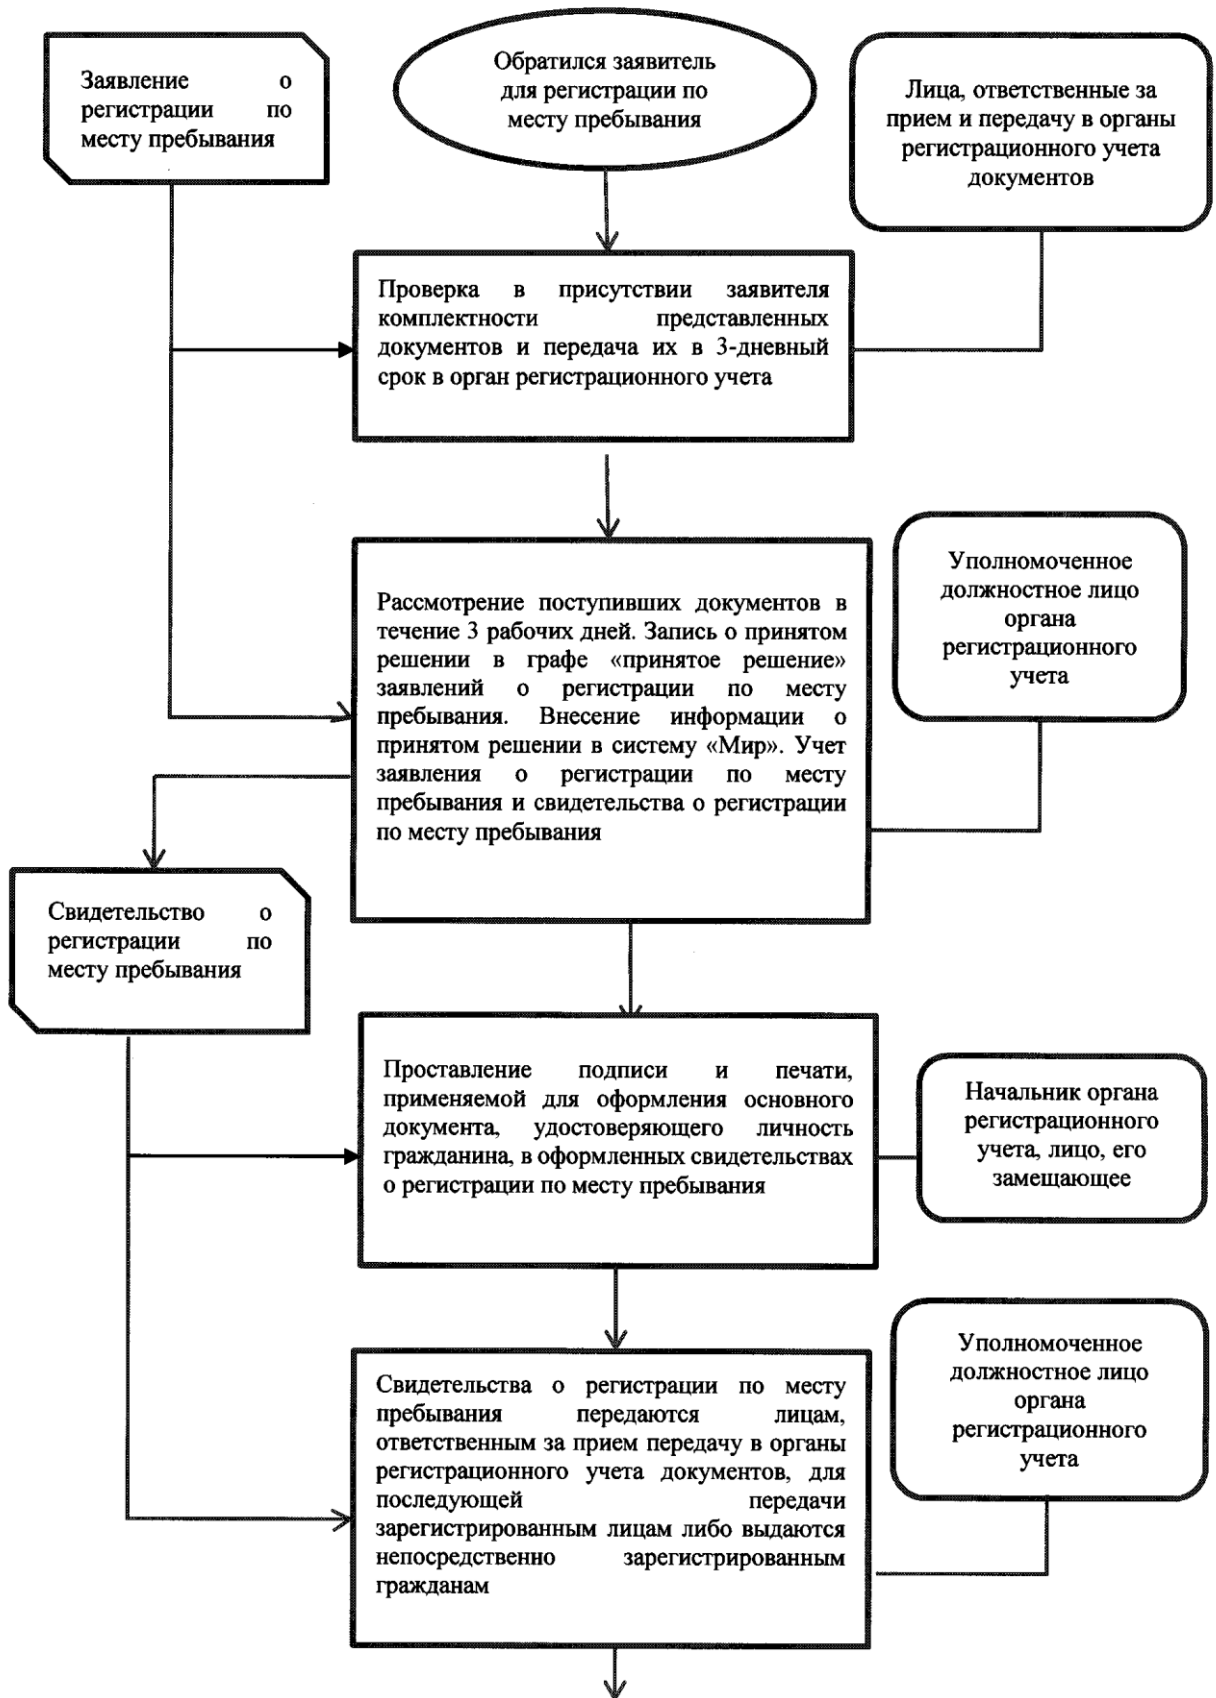 Заявление о
регистрации по
месту пребывания
Обратился заявитель
для регистрации по
месту пребывания
Лица, ответственные за
прием и передачу в органы
регистрационного учета
документов
Проверка в присутствии заявителя
комплектности представленных
документов и передача их в 3-дневный
срок в орган регистрационного учета
Рассмотрение поступивших документов в
течение 3 рабочих дней. Запись о принятом
решении в графе «принятое решение»
заявлений о регистрации по месту
пребывания. Внесение информации о
принятом решении в систему «Мир». Учет
заявления о регистрации по месту
пребывания и свидетельства о регистрации
по месту пребывания
Уполномоченное
должностное лицо
органа
регистрационного
учета
Свидетельство о
регистрации по
месту пребывания
Проставление подписи и печати,
применяемой для оформления основного
документа, удостоверяющего личность
гражданина, в оформленных свидетельствах
о регистрации по месту пребывания
Начальник органа
регистрационного
учета, лицо, его
замещающее
Свидетельства о регистрации по месту
пребывания передаются лицам,
ответственным за прием передачу в органы
регистрационного учета документов, для
последующей передачи
зарегистрированным лицам либо выдаются
непосредственно зарегистрированным
гражданам
Уполномоченное
должностное лицо
органа
регистрационного
учета